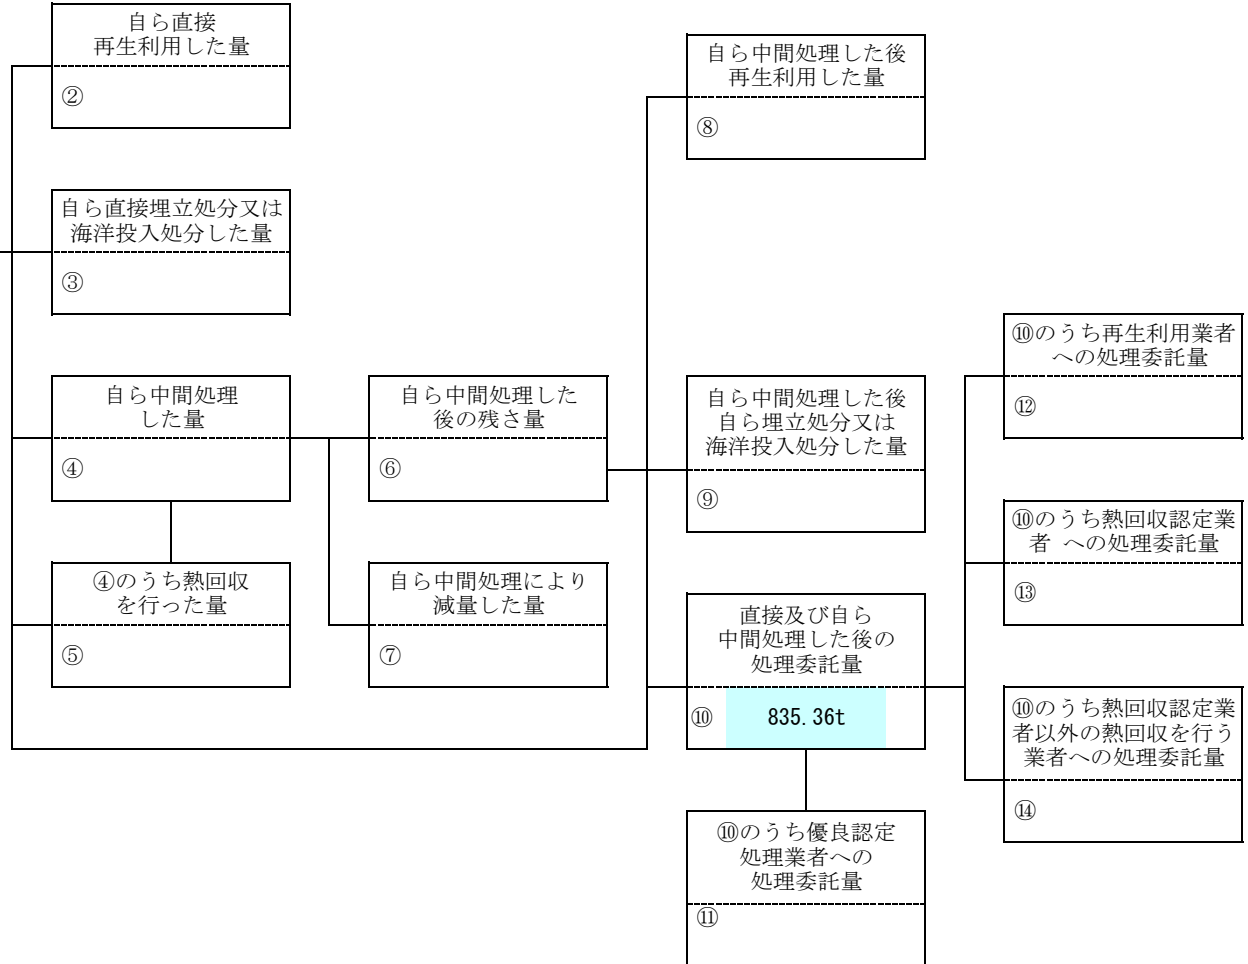 自ら直接
再生利用した量
②
自ら直接埋立処分又は
海洋投入処分した量
③
自ら中間処理
した量
④
④のうち熱回収
を行った量
⑤
自ら中間処理した
後の残さ量
⑥
自ら中間処理により
減量した量
⑦
自ら中間処理した後
再生利用した量
⑧
自ら中間処理した後
自ら埋立処分又は
海洋投入処分した量
⑨
直接及び自ら
中間処理した後の
処理委託量
⑩ 835.36t
⑩のうち優良認定
処理業者への
処理委託量
⑪
⑩のうち再生利用業者
への処理委託量
⑫
⑩のうち熱回収認定業
者 への処理委託量
⑬
⑩のうち熱回収認定業
者以外の熱回収を行う
業者への処理委託量
⑭